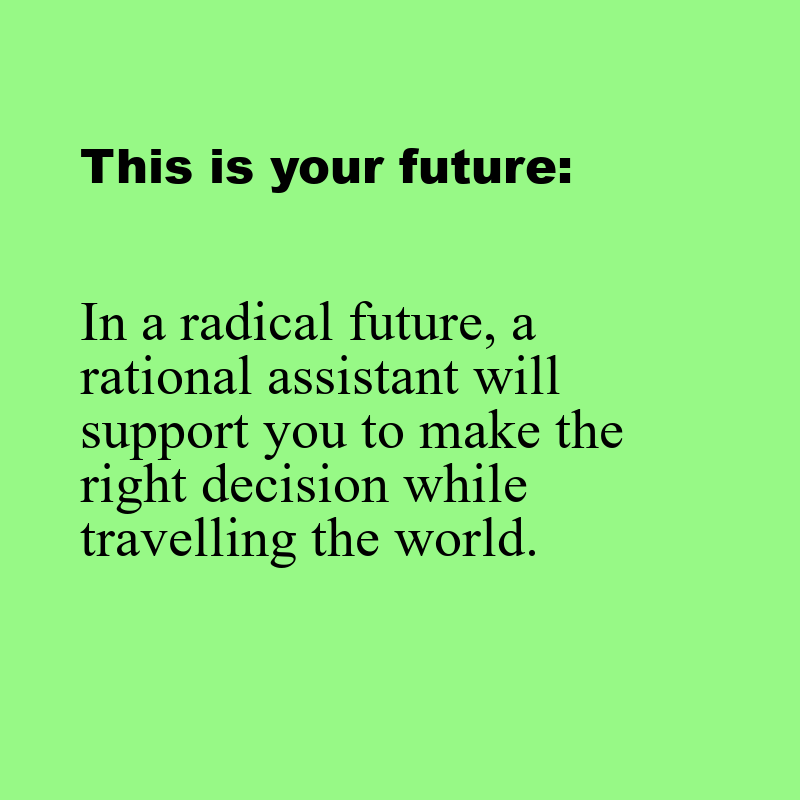 This is your future:
In a radical future, a
rational assistant will
support you to make the
right decision while
travelling the world.